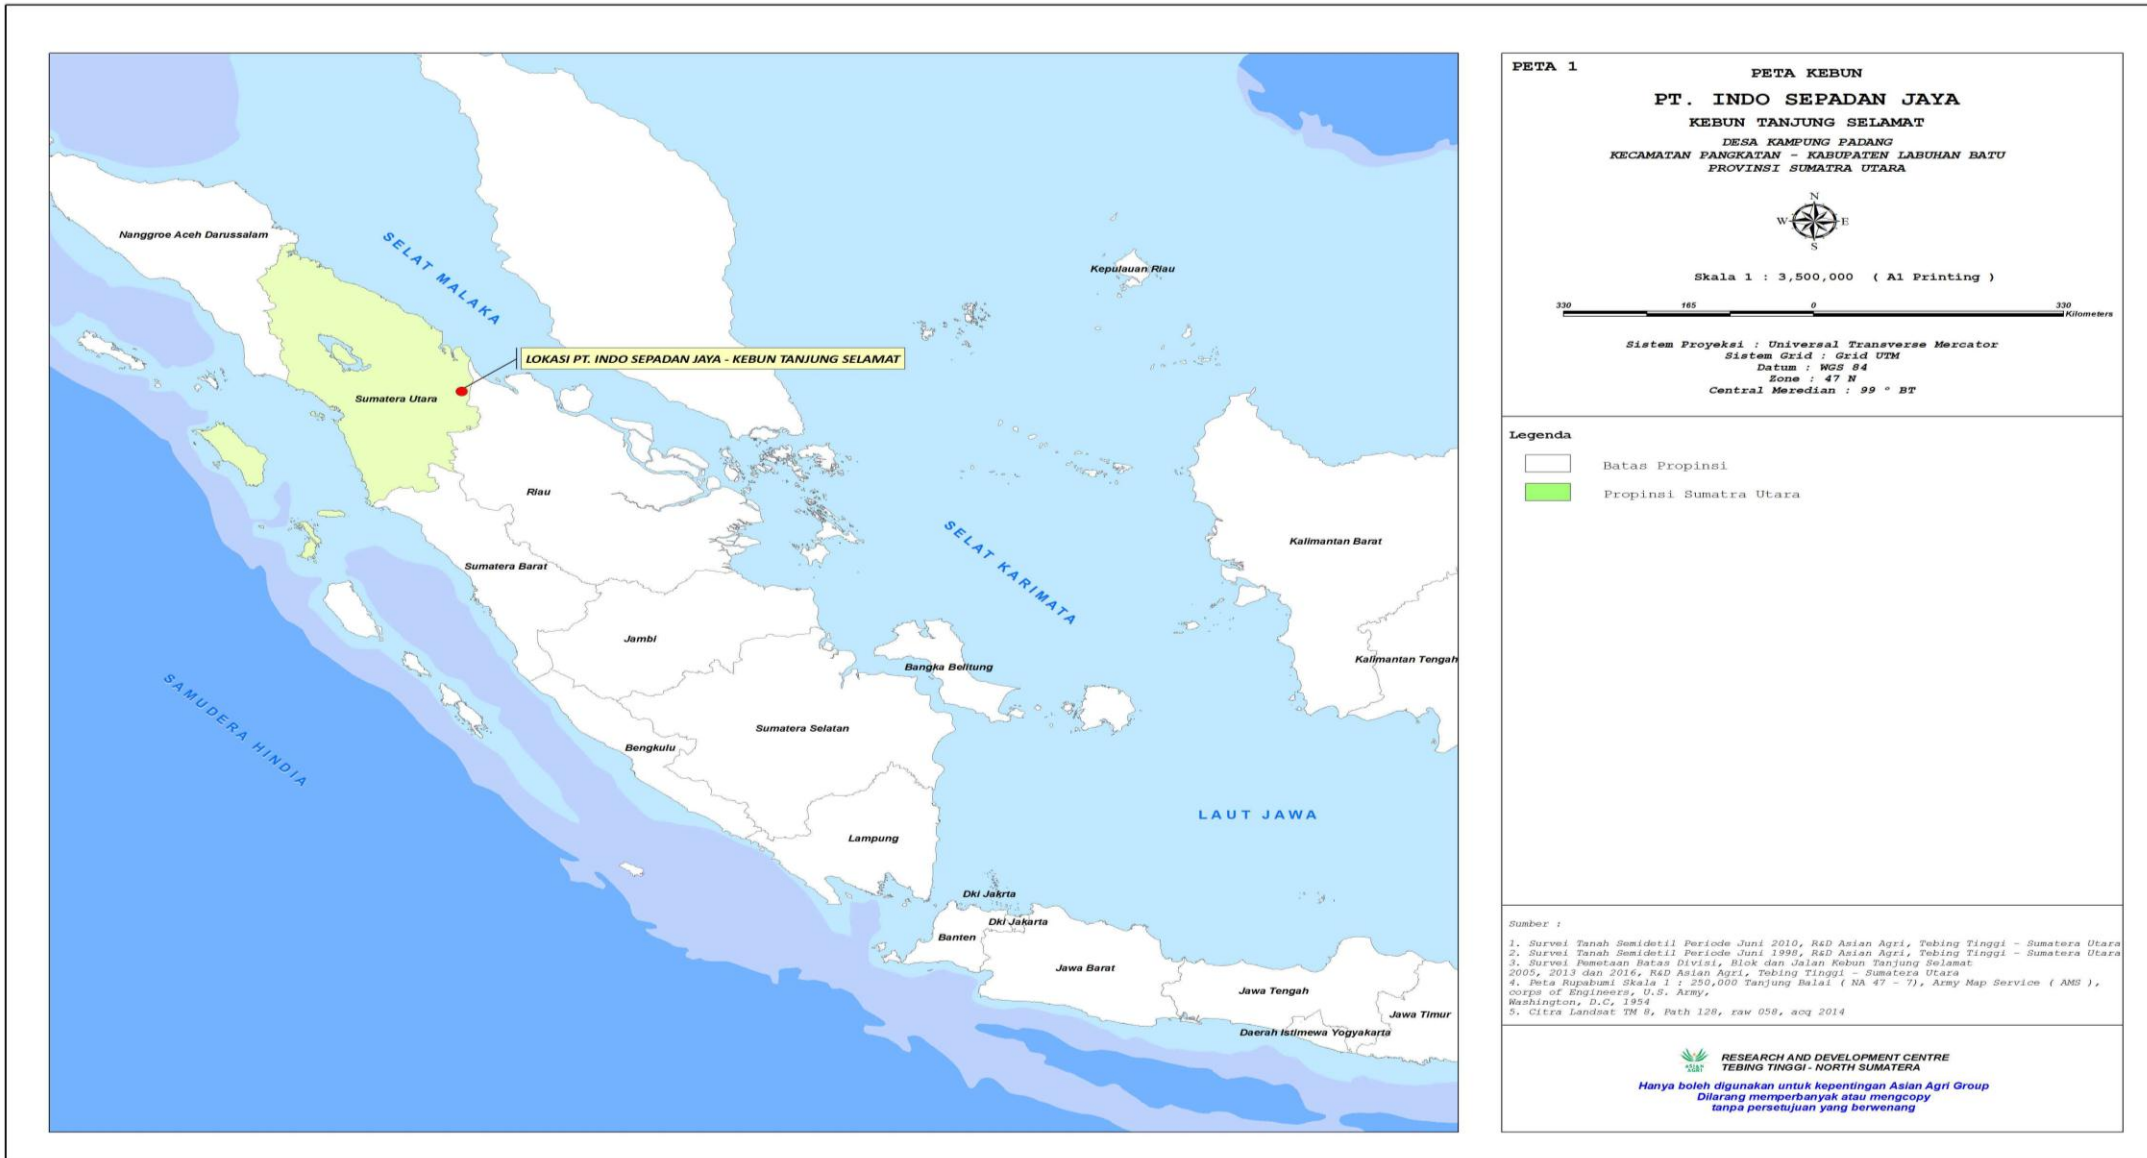 Nanggroe Aceh Darussalam
SELAT MALAKA
Kepulauan Riau
LOKASI PT. INDO SEPADAN JAYA - KEBUN TANJUNG SELAMAT
Sumatera Utara
Riau
SELAT KARIMATA
Kalimantan Barat
Sumatera Barat
Jambi
Kalimantan Tengah
Bangka Belitung
SAMUDERA HINDIA
Sumatera Selatan
Bengkulu
LAUT JAWA
Lampung
Dki Jakrta
Dki Jakarta
Banten
Jawa Barat
Jawa Tengah
Jawa Timur
Daerah Istimewa Yogyakarta
PETA 1
PETA KEBUN
PT. INDO SEPADAN JAYA
KEBUN TANJUNG SELAMAT
DESA KAMPUNG PADANG
KECAMATAN PANGKATAN - KABUPATEN LABUHAN BATU
PROVINSI SUMATRA UTARA
N
W E
S
Skala 1 : 3,500,000 ( A1 Printing )
330 165 0 330
Kilometers
Sistem Proyeksi : Universal Transverse Mercator
Sistem Grid : Grid UTM
Datum : WGS 84
Zone : 47 N
Central Meredian : 99 ° BT
Legenda
Batas Propinsi
Propinsi Sumatra Utara
Sumber :
1. Survei Tanah Semidetil Periode Juni 2010, R&D Asian Agri, Tebing Tinggi - Sumatera Utara
2. Survei Tanah Semidetil Periode Juni 1998, R&D Asian Agri, Tebing Tinggi - Sumatera Utara
3. Survei Pemetaan Batas Divisi, Blok dan Jalan Kebun Tanjung Selamat
2005, 2013 dan 2016, R&D Asian Agri, Tebing Tinggi - Sumatera Utara
4. Peta Rupabumi Skala 1 : 250,000 Tanjung Balai ( NA 47 - 7), Army Map Service ( AMS ),
corps of Engineers, U.S. Army,
Washington, D.C, 1954
5. Citra Landsat TM 8, Path 128, raw 058, acq 2014
ASIAN
AGRI
RESEARCH AND DEVELOPMENT CENTRE
TEBING TINGGI - NORTH SUMATERA
Hanya boleh digunakan untuk kepentingan Asian Agri Group
Dilarang memperbanyak atau mengcopy
tanpa persetujuan yang berwenang